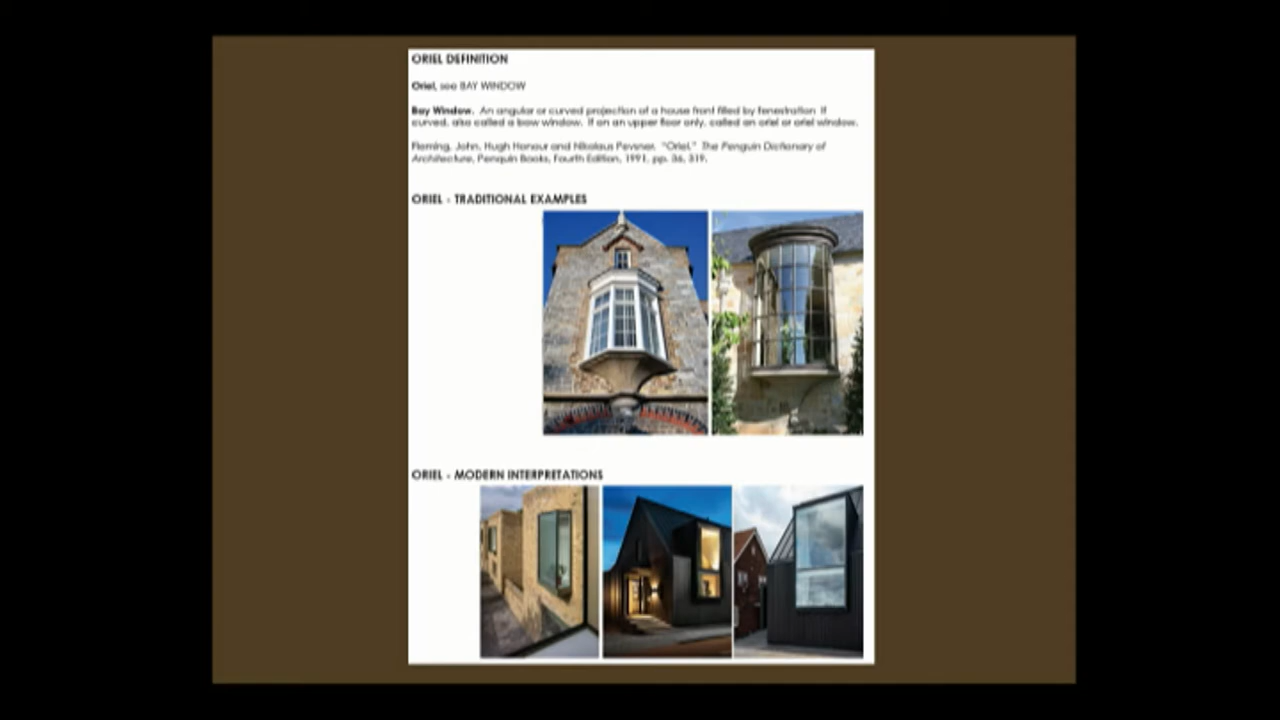 ORIEL DEFINITION
Oriel, see BAY WINDOW
Bay Window. An angular or curved projection of a house front filled by fenestration If
curved, also called a bow window. If on an upper floor only, called an oriel or oriel window.
Fleming, John, Hugh Honour and Nikolaus Pevsner. "Oriel." The Penguin Dictionary of
Architecture, Penguin Books, Fourth Edition, 1991, pp. 36, 319.
ORIEL - TRADITIONAL EXAMPLES
ORIEL - MODERN INTERPRETATIONS